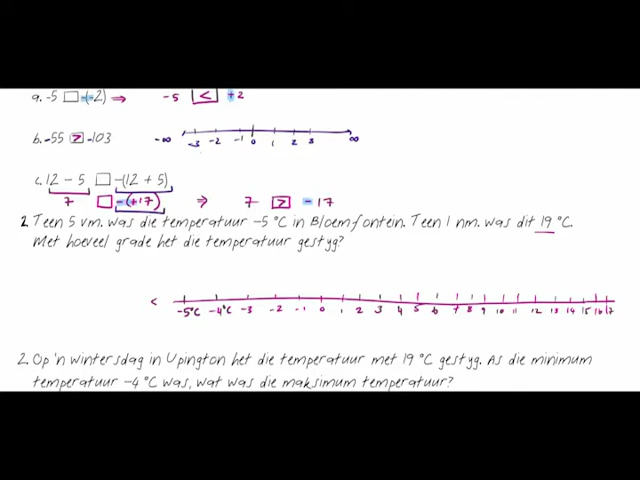 a. -5 □ -(-2) ⇒ -5 < +2
b. -55 > -103 -∞ -3 -2 -1 0 1 2 3 ∞
c. 12 - 5 □ -(12 + 5)
7 □ -(+17) ⇒ 7 > -17
2. Teen 5 vm. was die temperatuur -5 °C in Bloemfontein. Teen 1 nm. was dit 19 °C.
Met hoeveel grade het die temperatuur gestyg?
< -5°C -4°C -3 -2 -1 0 1 2 3 4 5 6 7 8 9 10 11 12 13 14 15 16 17
2. Op 'n wintersdag in Upington het die temperatuur met 19 °C gestyg. As die minimum
temperatuur -4 °C was, wat was die maksimum temperatuur?